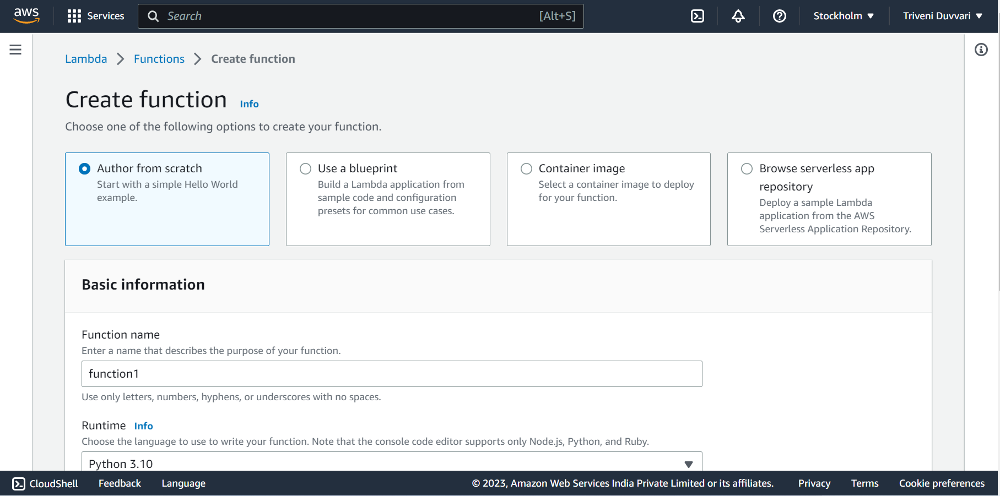 aws Services Search [Alt+S] Stockholm Triveni Duvvari
Lambda Functions Create function
Create function Info
Choose one of the following options to create your function.
Author from scratch
Start with a simple Hello World
example.
Use a blueprint
Build a Lambda application from
sample code and configuration
presets for common use cases.
Container image
Select a container image to deploy
for your function.
Browse serverless app
repository
Deploy a sample Lambda
application from the AWS
Serverless Application Repository.
Basic information
Function name
Enter a name that describes the purpose of your function.
function1
Use only letters, numbers, hyphens, or underscores with no spaces.
Runtime Info
Choose the language to use to write your function. Note that the console code editor supports only Node.js, Python, and Ruby.
Python 3.10
CloudShell Feedback Language © 2023, Amazon Web Services India Private Limited or its affiliates. Privacy Terms Cookie preferences